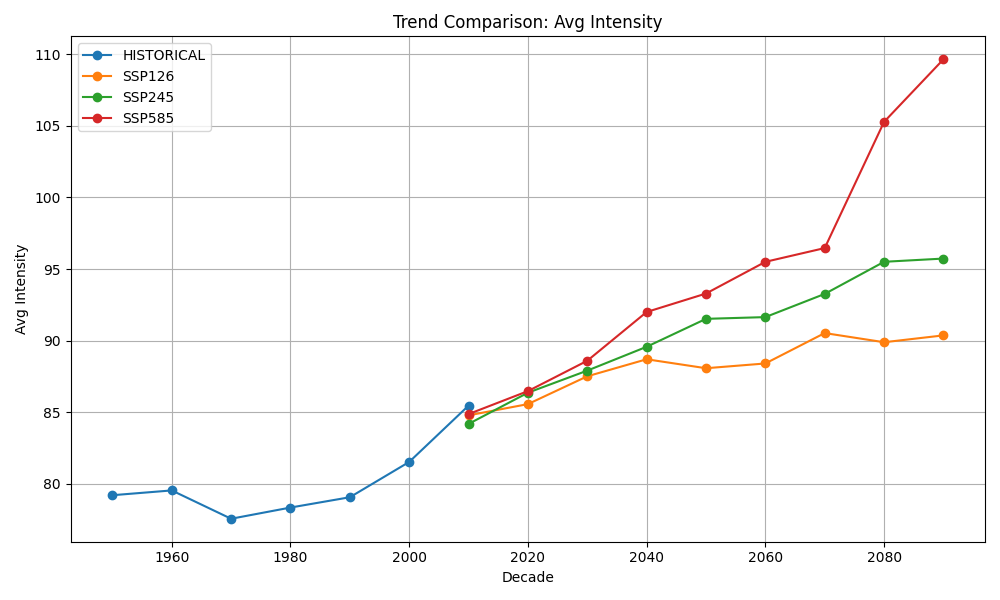 Trend Comparison: Avg Intensity
HISTORICAL
SSP126
SSP245
SSP585
Avg Intensity
110
105
100
95
90
85
80
1960 1980 2000 2020 2040 2060 2080
Decade